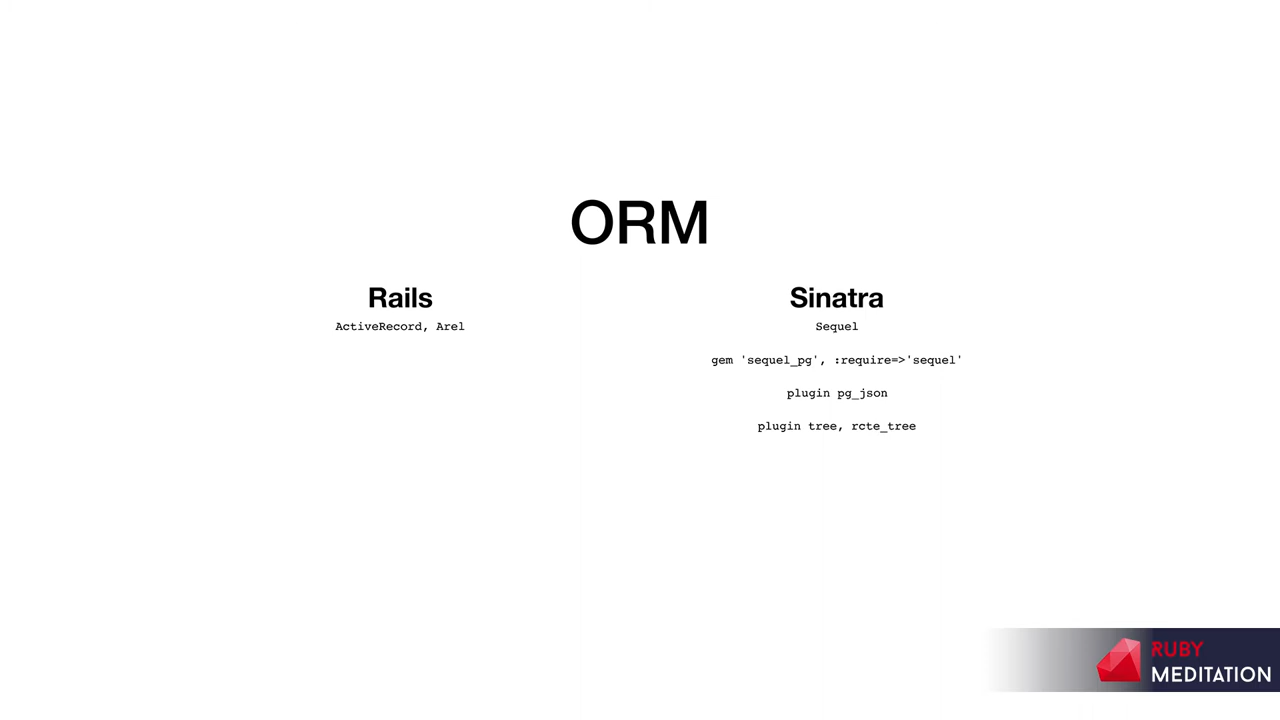 ORM
Rails
ActiveRecord, Arel
Sinatra
Sequel
gem 'sequel_pg', :require=>'sequel'
plugin pg_json
plugin tree, rcte_tree
RUBY
MEDITATION